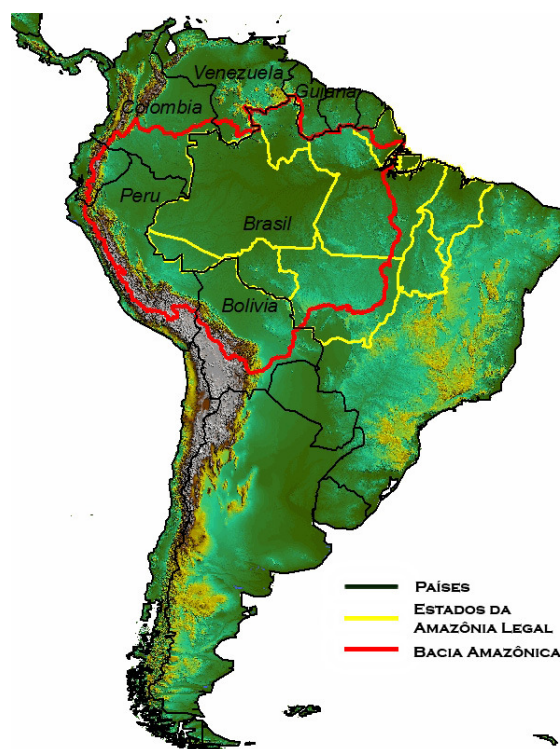 Venezuela
Guiana
Colombia
Peru
Brasil
Bolivia
PAÍSES
ESTADOS DA
AMAZÔNIA LEGAL
BACIA AMAZÔNICA